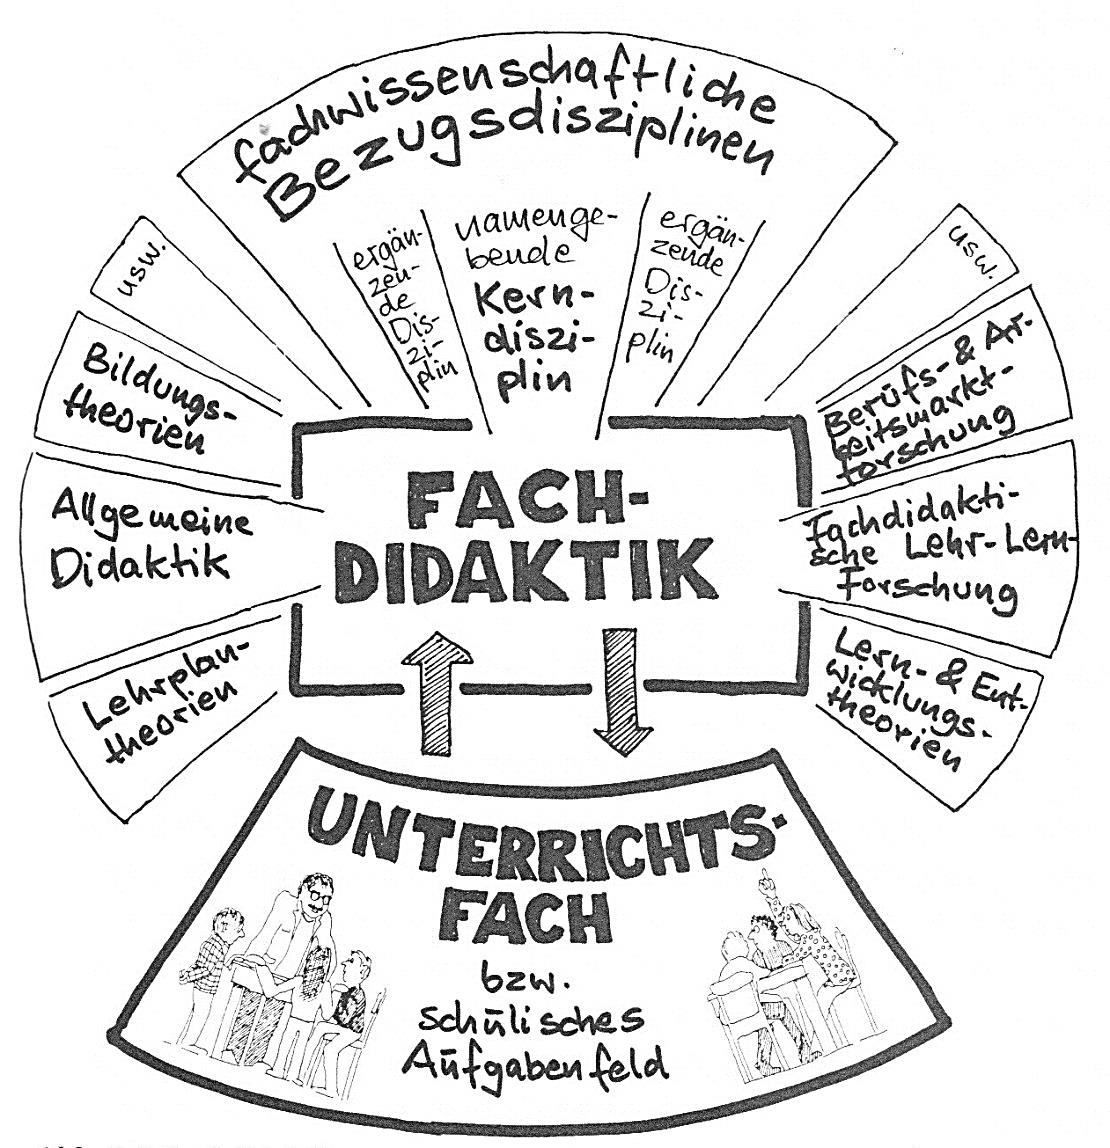 fachwissenschaftliche
Bezugsdisziplinen
ergän-
zen-
de
Dis-
zi-
plin
namenge-
bende
Kern-
diszi-
plin
ergän-
zende
Dis-
zi-
plin
usw.
Bildungs-
theorien
Allgemeine
Didaktik
Lehrplan-
theorien
usw.
Berufs- & Ar-
beitsmarkt-
forschung
Fachdidakti-
sche Lehr-Lern-
Forschung
Lern- & Ent-
wicklungs-
theorien
FACH-
DIDAKTIK
UNTERRICHTS-
FACH
bzw.
schulisches
Aufgabenfeld